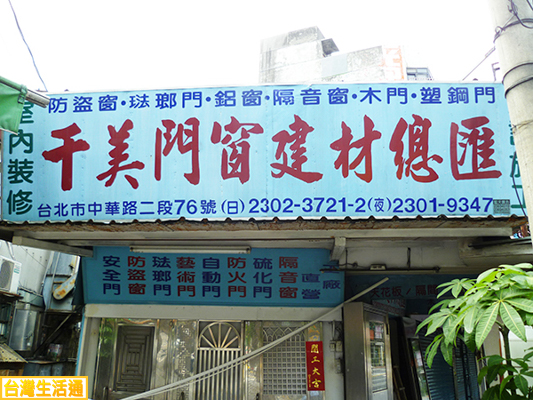 防盜窗・琺瑯門・鋁窗・隔音窗・木門・塑鋼門
室內裝修
千美門窗建材總匯
台北市中華路二段76號(日)2302-3721-2(夜)2301-9347
安全門
防盜窗
琺瑯門
藝術門
自動門
防火門
硫化門
隔音窗
廠直營
開工大吉
台灣生活通